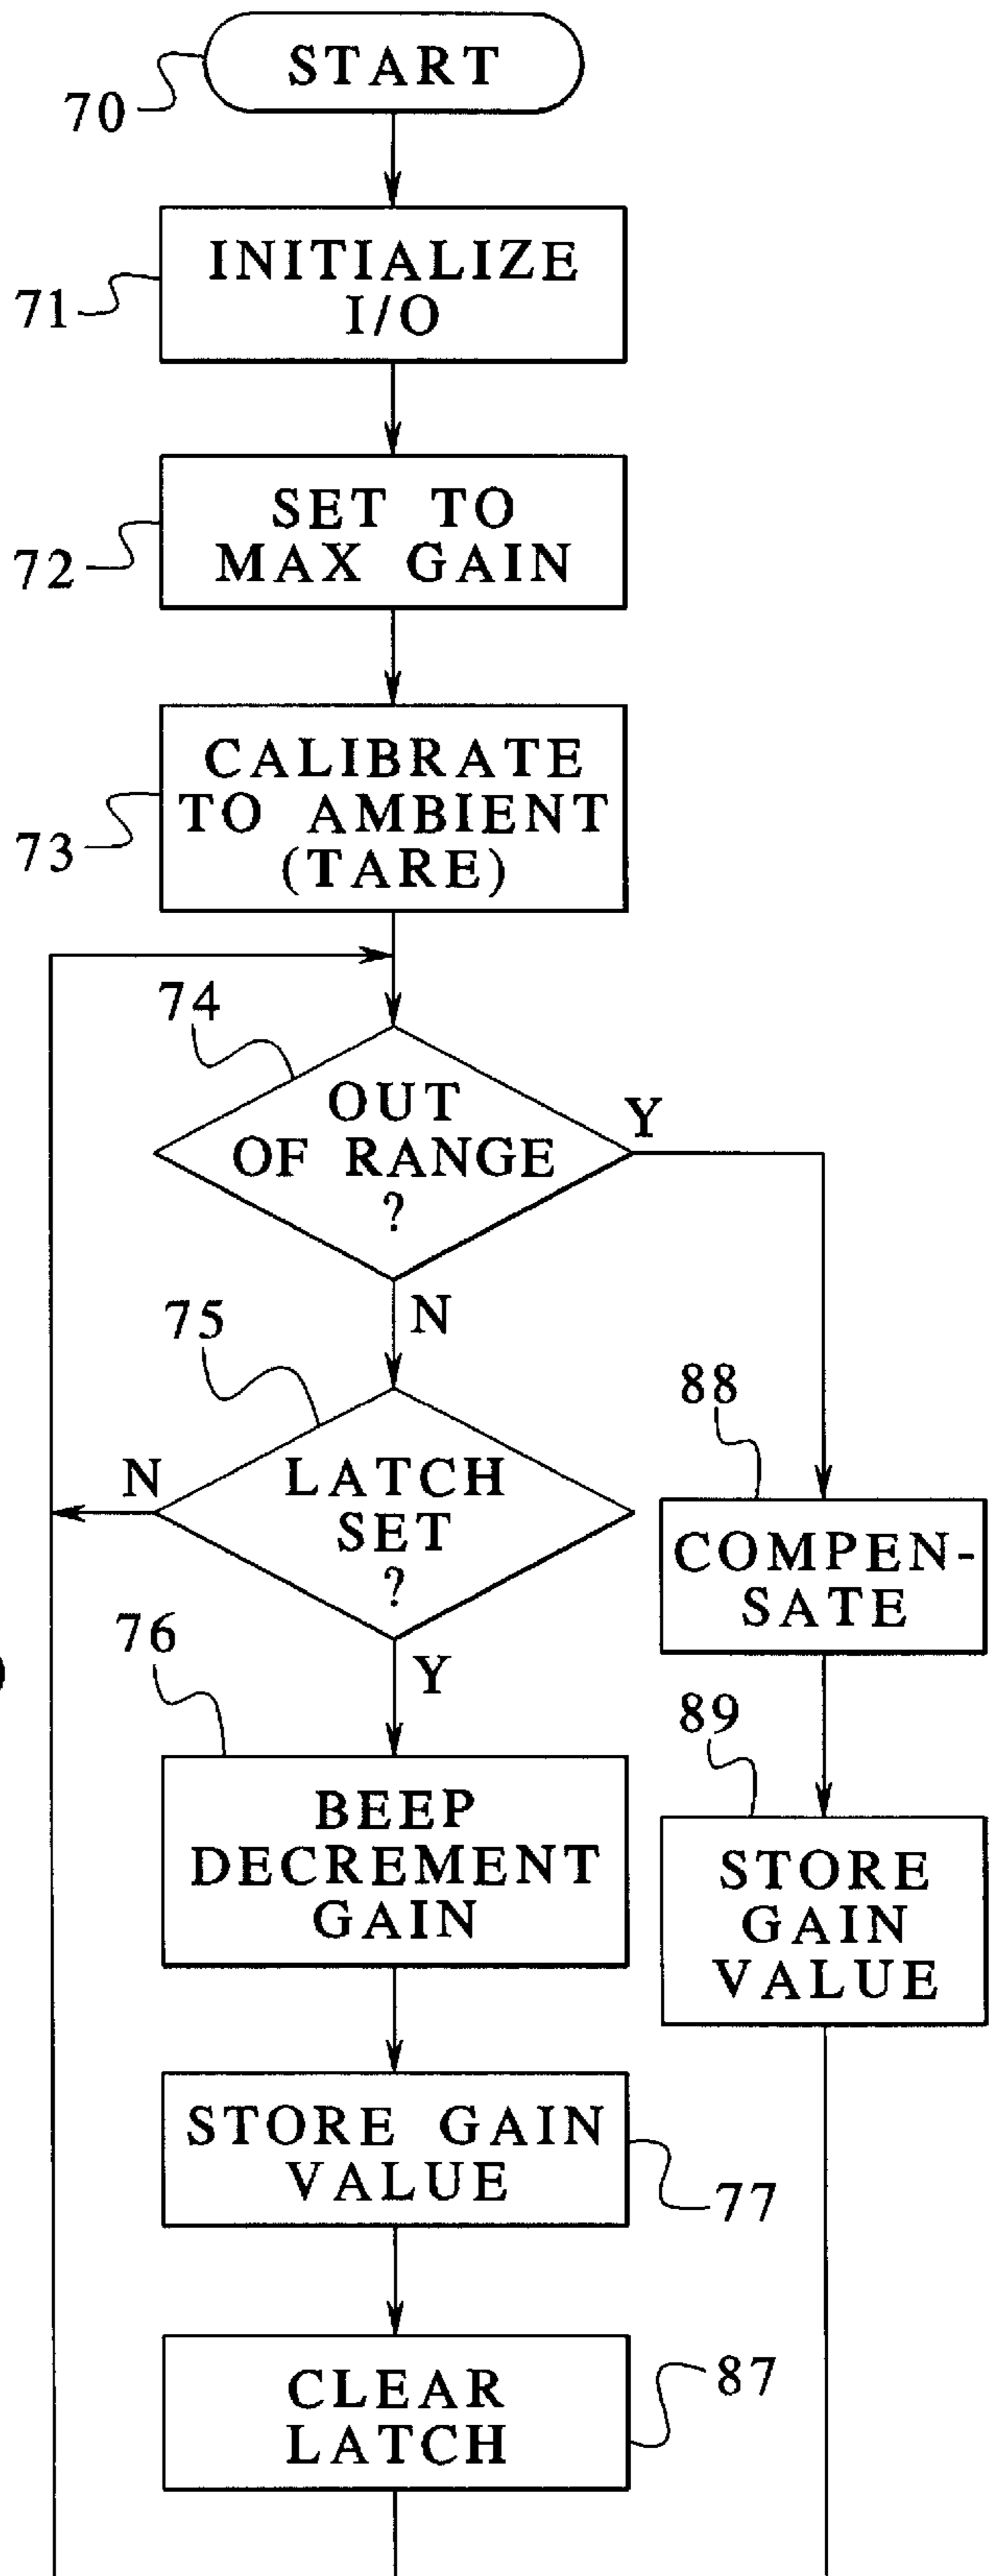 START
70
INITIALIZE
I/O
71
SET TO
MAX GAIN
72
CALIBRATE
TO AMBIENT
(TARE)
73
74
OUT
OF RANGE
?
Y
N
75
LATCH
SET
?
N
Y
88
COMPEN-
SATE
76
BEEP
DECREMENT
GAIN
89
STORE
GAIN
VALUE
STORE GAIN
VALUE
77
CLEAR
LATCH
87